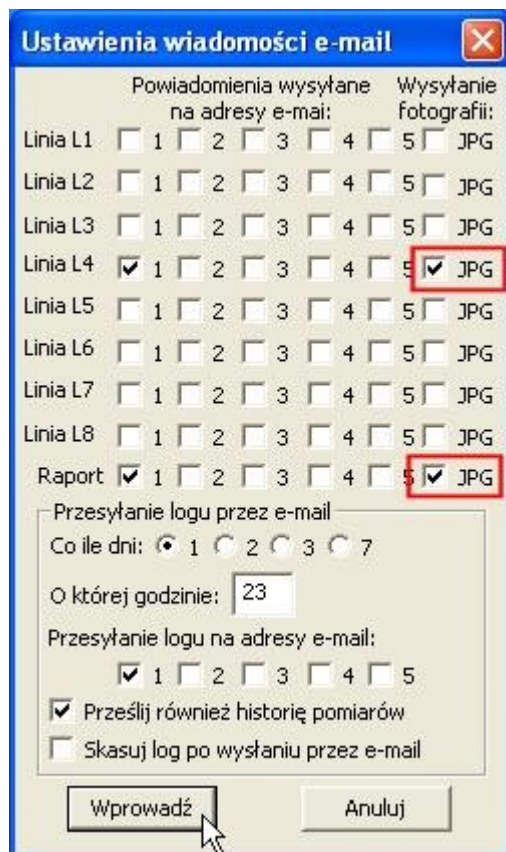 Ustawienia wiadomości e-mail
Powiadomienia wysyłane Wysyłanie
na adresy e-mai: fotografii:
Linia L1 1 2 3 4 5 JPG
Linia L2 1 2 3 4 5 JPG
Linia L3 1 2 3 4 5 JPG
Linia L4 1 2 3 4 5 JPG
Linia L5 1 2 3 4 5 JPG
Linia L6 1 2 3 4 5 JPG
Linia L7 1 2 3 4 5 JPG
Linia L8 1 2 3 4 5 JPG
Raport 1 2 3 4 5 JPG
Przesyłanie logu przez e-mail
Co ile dni: 1 2 3 7
O której godzinie: 23
Przesyłanie logu na adresy e-mail:
1 2 3 4 5
Prześlij również historię pomiarów
Skasuj log po wysłaniu przez e-mail
Wprowadź Anuluj